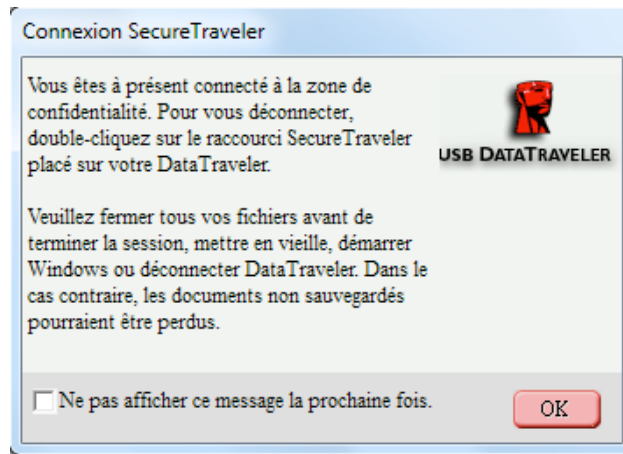 Connexion SecureTraveler
Vous êtes à présent connecté à la zone de
confidentialité. Pour vous déconnecter,
double-cliquez sur le raccourci SecureTraveler
placé sur votre DataTraveler.
USB DATATRAVELER
Veuillez fermer tous vos fichiers avant de
terminer la session, mettre en vieille, démarrer
Windows ou déconnecter DataTraveler. Dans le
cas contraire, les documents non sauvegardés
pourraient être perdus.
Ne pas afficher ce message la prochaine fois.
OK